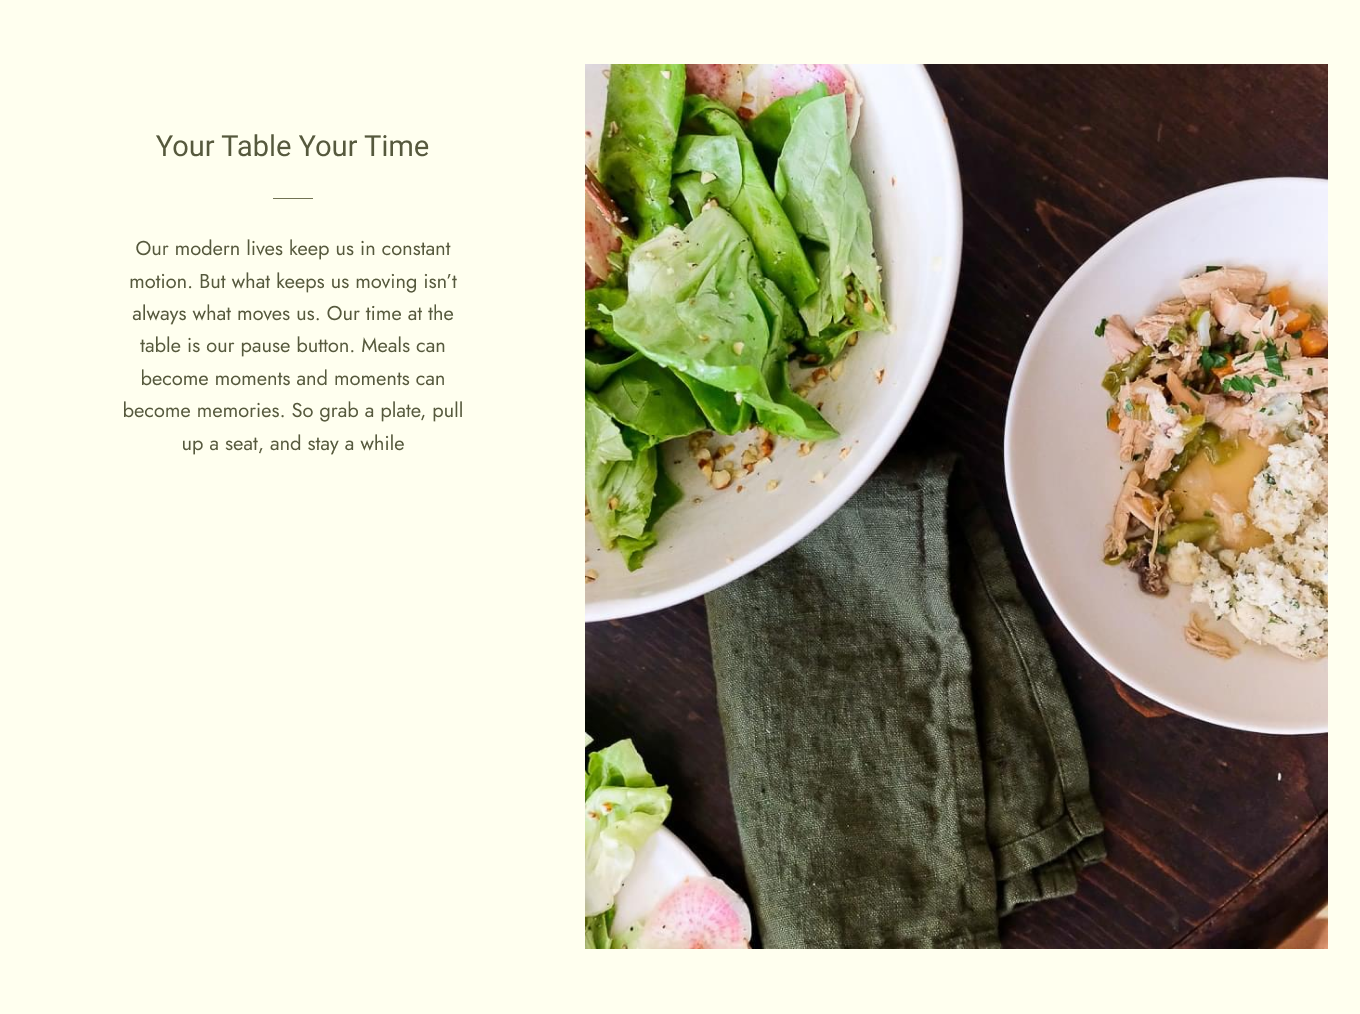 Your Table Your Time
Our modern lives keep us in constant
motion. But what keeps us moving isn’t
always what moves us. Our time at the
table is our pause button. Meals can
become moments and moments can
become memories. So grab a plate, pull
up a seat, and stay a while